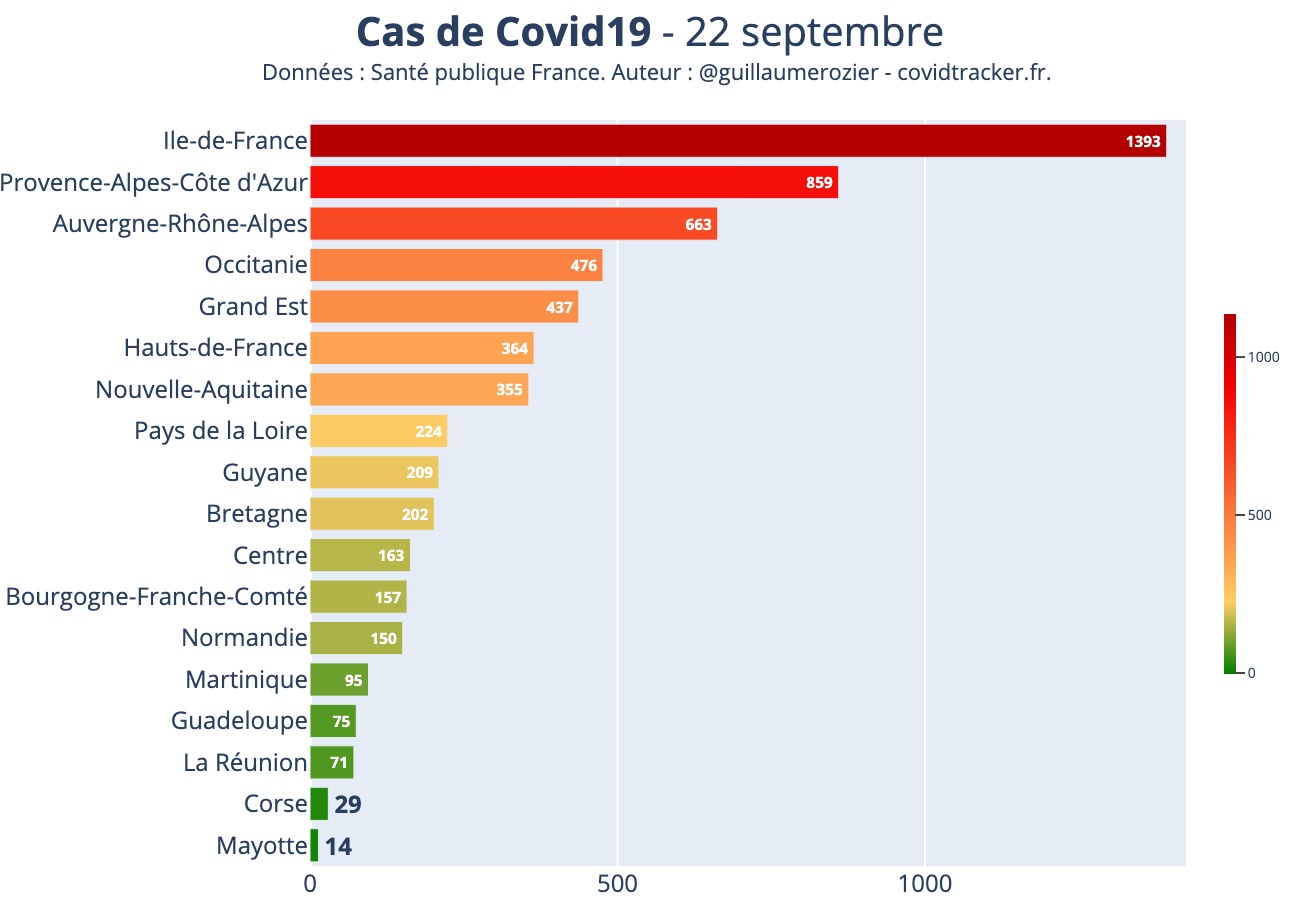 Cas de Covid19 - 22 septembre
Données : Santé publique France. Auteur : @guillaumerozier - covidtracker.fr.
Ile-de-France 1393
Provence-Alpes-Côte d'Azur 859
Auvergne-Rhône-Alpes 663
Occitanie 476
Grand Est 437
Hauts-de-France 364
Nouvelle-Aquitaine 355
Pays de la Loire 224
Guyane 209
Bretagne 202
Centre 163
Bourgogne-Franche-Comté 157
Normandie 150
Martinique 95
Guadeloupe 75
La Réunion 71
Corse 29
Mayotte 14
0 500 1000
1000
500
0